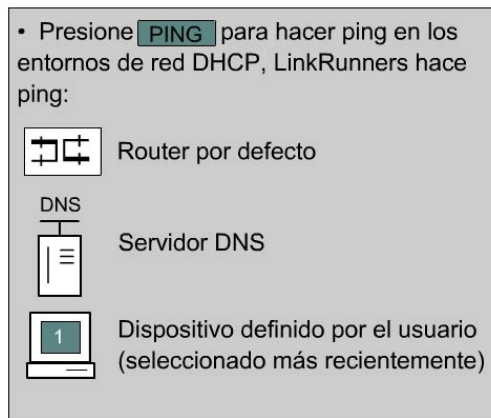 • Presione PING para hacer ping en los
entornos de red DHCP, LinkRunners hace
ping:
Router por defecto
DNS
Servidor DNS
1
Dispositivo definido por el usuario
(seleccionado más recientemente)